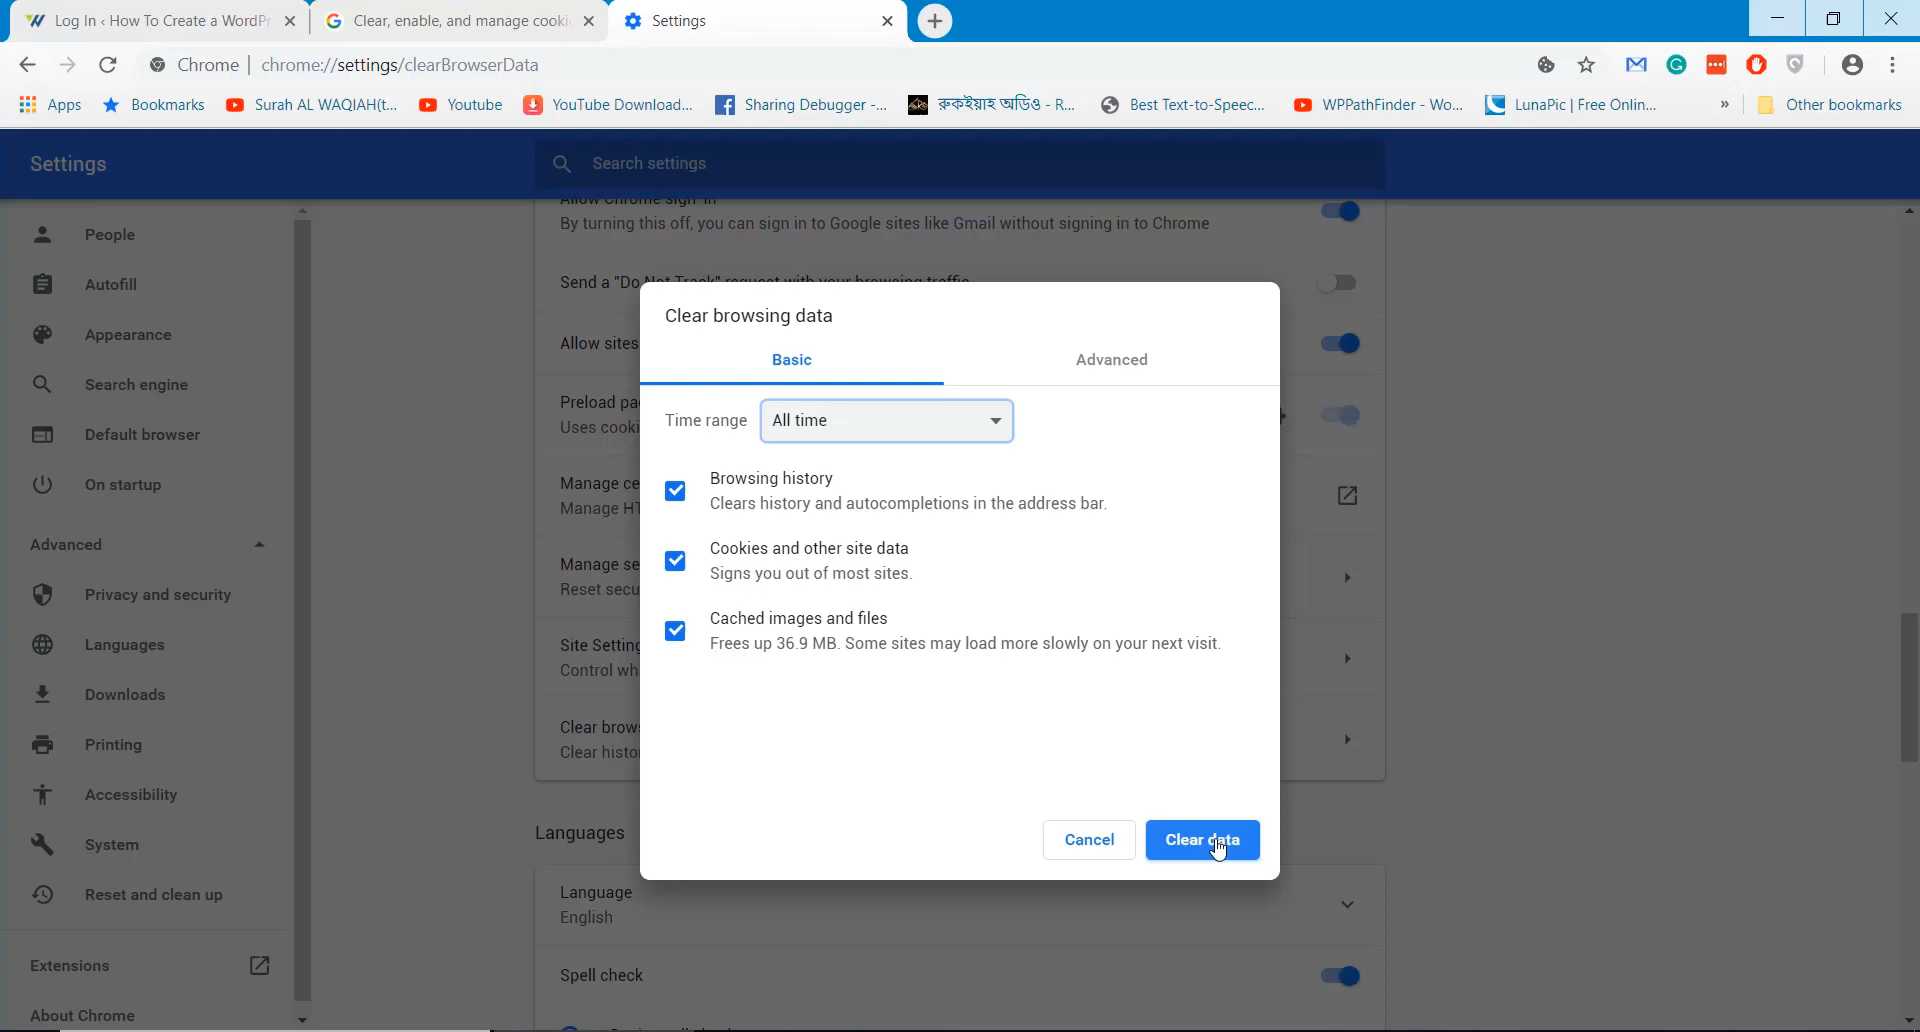 Log In ‹ How To Create a WordPr
Clear, enable, and manage cooki
Settings
Chrome | chrome://settings/clearBrowserData
Apps
Bookmarks
Surah AL WAQIAH(t...
Youtube
YouTube Download...
Sharing Debugger -...
রুকইয়াহ অডিও - R...
Best Text-to-Speec...
WPPathFinder - Wo...
LunaPic | Free Onlin...
»
Other bookmarks
Settings
Search settings
People
Autofill
Appearance
Search engine
Default browser
On startup
Advanced
Privacy and security
Languages
Downloads
Printing
Accessibility
System
Reset and clean up
Extensions
About Chrome
Allow Chrome sign-in
By turning this off, you can sign in to Google sites like Gmail without signing in to Chrome
Send a "Do Not Track" request with your browsing traffic
Allow sites
Preload pa
Uses cooki
Manage ce
Manage HT
Manage se
Reset secu
Site Setting
Control wh
Clear brow
Clear histo
Clear browsing data
Basic
Advanced
Time range
All time
Browsing history
Clears history and autocompletions in the address bar.
Cookies and other site data
Signs you out of most sites.
Cached images and files
Frees up 36.9 MB. Some sites may load more slowly on your next visit.
Cancel
Clear data
Languages
Language
English
Spell check